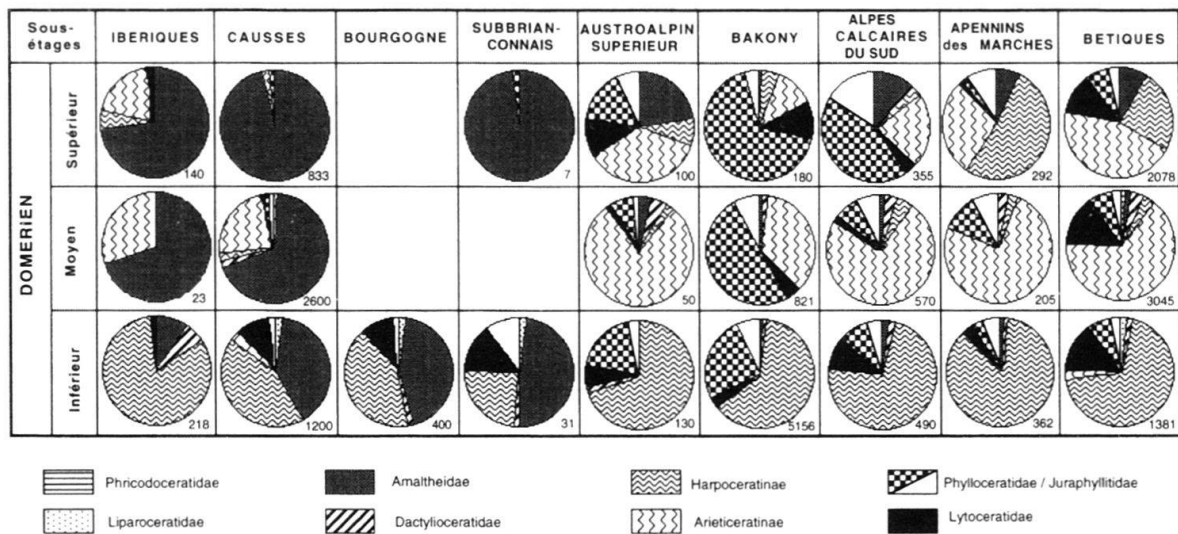 Sous-
étages
IBERIQUES
CAUSSES
BOURGOGNE
SUBBRIAN-
CONNAIS
AUSTROALPIN
SUPERIEUR
BAKONY
ALPES
CALCAIRES
DU SUD
APENNINS
des MARCHES
BETIQUES
DOMERiEN
Supérieur
140
833
7
100
180
355
292
2078
Moyen
23
2600
50
821
570
205
3045
Inférieur
218
1200
400
31
130
5156
490
362
1381
Phricodoceratidae
Amaltheidae
Harpoceratinae
Phylloceratidae / Juraphyllitidae
Liparoceratidae
Dactylioceratidae
Arieticeratinae
Lytoceratidae